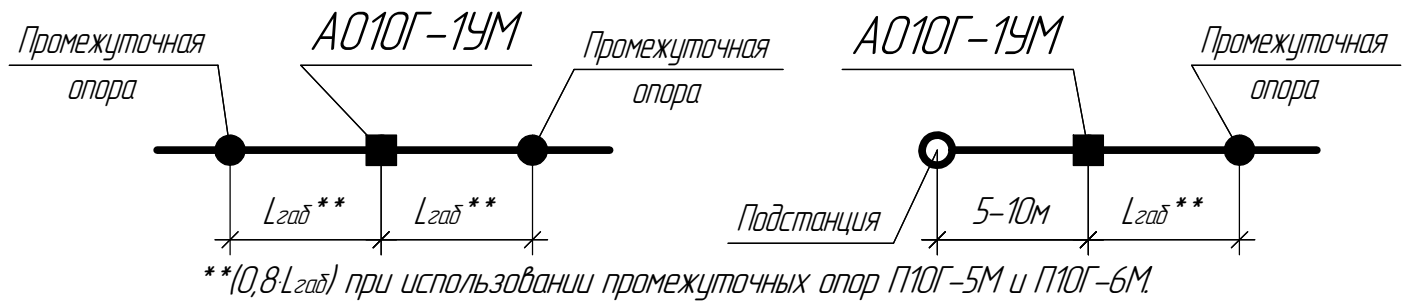 Промежуточная
опора
АО10Г-1УМ
Промежуточная
опора
Lгаб**
Lгаб**
АО10Г-1УМ
Промежуточная
опора
Подстанция
5-10м
Lгаб**
**(0,8·Lгаб) при использовании промежуточных опор П10Г-5М и П10Г-6М.